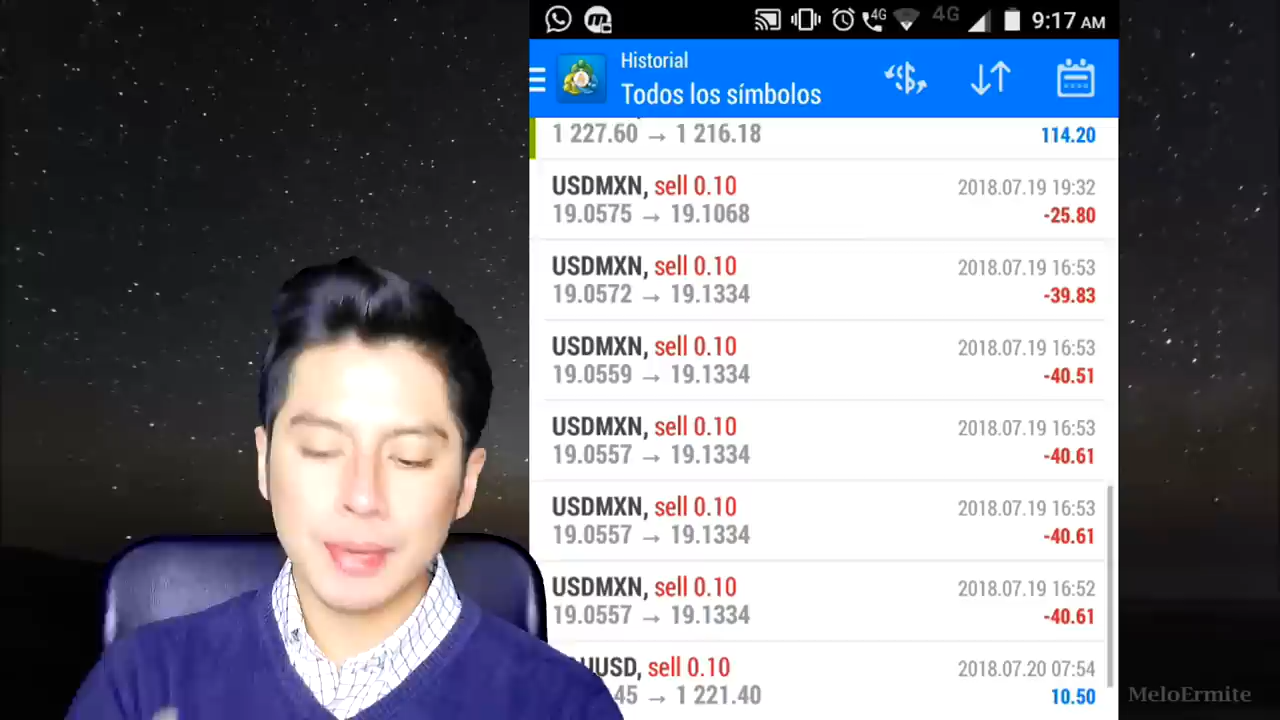 4G 4G 9:17 AM
Historial
Todos los símbolos
1 227.60 → 1 216.18 114.20
USDMXN, sell 0.10 2018.07.19 19:32
19.0575 → 19.1068 -25.80
USDMXN, sell 0.10 2018.07.19 16:53
19.0572 → 19.1334 -39.83
USDMXN, sell 0.10 2018.07.19 16:53
19.0559 → 19.1334 -40.51
USDMXN, sell 0.10 2018.07.19 16:53
19.0557 → 19.1334 -40.61
USDMXN, sell 0.10 2018.07.19 16:53
19.0557 → 19.1334 -40.61
USDMXN, sell 0.10 2018.07.19 16:52
19.0557 → 19.1334 -40.61
UUSD, sell 0.10 2018.07.20 07:54
45 → 1 221.40 10.50
MeloErmite